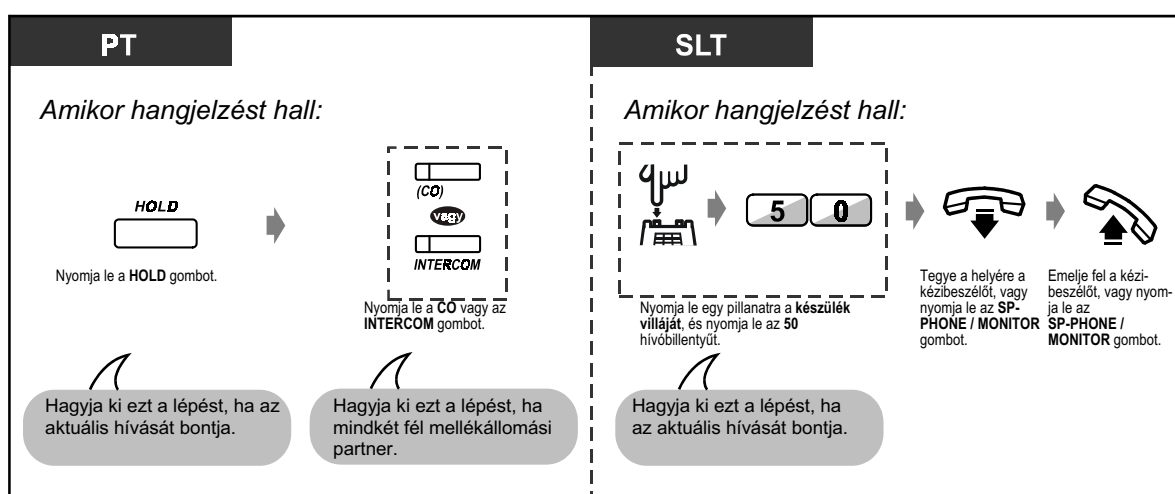 PT
Amikor hangjelzést hall:
HOLD
Nyomja le a HOLD gombot.
(CO)
vagy
INTERCOM
Nyomja le a CO vagy az
INTERCOM gombot.
Hagyja ki ezt a lépést, ha az
aktuális hívását bontja.
Hagyja ki ezt a lépést, ha
mindkét fél mellékállomási
partner.
SLT
Amikor hangjelzést hall:
5 0
Nyomja le egy pillanatra a készülék
villáját, és nyomja le az 50
hívóbillentyűt.
Tegye a helyére a
kézibeszélőt, vagy
nyomja le az SP-
PHONE / MONITOR
gombot.
Emelje fel a kézi-
beszélőt, vagy nyom-
ja le az
SP-PHONE /
MONITOR gombot.
Hagyja ki ezt a lépést, ha
az aktuális hívását bontja.